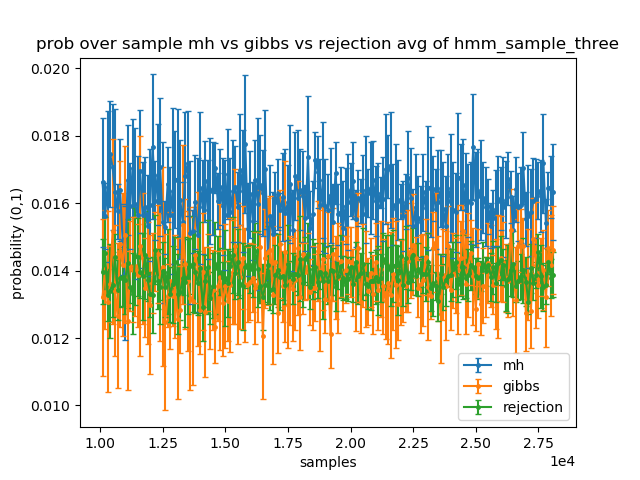 prob over sample mh vs gibbs vs rejection avg of hmm_sample_three
0.020
0.018
0.016
0.014
0.012
0.010
probability (0,1)
mh
gibbs
rejection
1.00
1.25
1.50
1.75
2.00
2.25
2.50
2.75
samples
1e4